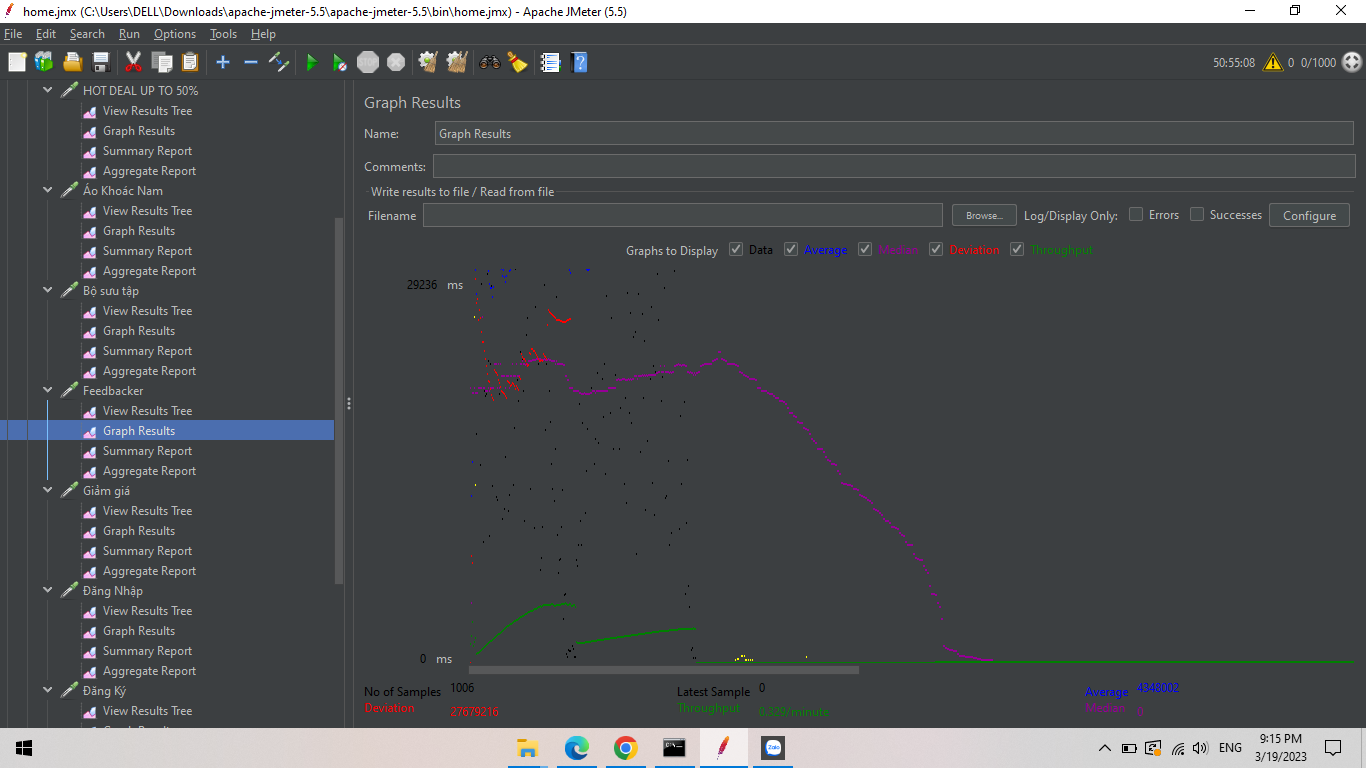 home.jmx (C:\Users\DELL\Downloads\apache-jmeter-5.5\apache-jmeter-5.5\bin\home.jmx) - Apache JMeter (5.5)
File Edit Search Run Options Tools Help
STOP 50:55:08 0 0/1000
HOT DEAL UP TO 50%
View Results Tree
Graph Results
Summary Report
Aggregate Report
Áo Khoác Nam
View Results Tree
Graph Results
Summary Report
Aggregate Report
Bộ sưu tập
View Results Tree
Graph Results
Summary Report
Aggregate Report
Feedbacker
View Results Tree
Graph Results
Summary Report
Aggregate Report
Giảm giá
View Results Tree
Graph Results
Summary Report
Aggregate Report
Đăng Nhập
View Results Tree
Graph Results
Summary Report
Aggregate Report
Đăng Ký
View Results Tree
Graph Results
Name: Graph Results
Comments:
Write results to file / Read from file
Filename Browse... Log/Display Only: Errors Successes Configure
Graphs to Display Data Average Median Deviation Throughput
29236 ms
0 ms
No of Samples 1006 Latest Sample 0 Average 4348002
Deviation 27679216 Throughput 0.329/minute Median 0
Zalo
ENG
9:15 PM
3/19/2023